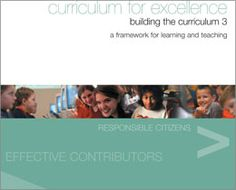 curriculum for excellence
building the curriculum 3
a framework for learning and teaching
RESPONSIBLE CITIZENS
EFFECTIVE CONTRIBUTORS